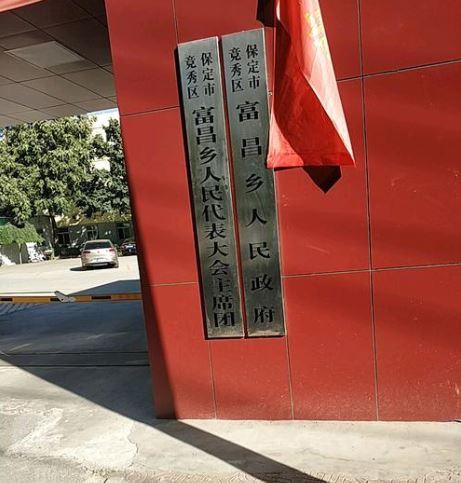 保定市
竞秀区
富昌乡人民代表大会主席团
保定市
竞秀区
富昌乡人民政府